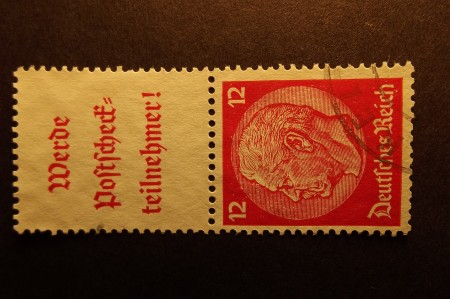 Werde
Postscheck=
teilnehmer!
12
12
Deutsches Reich